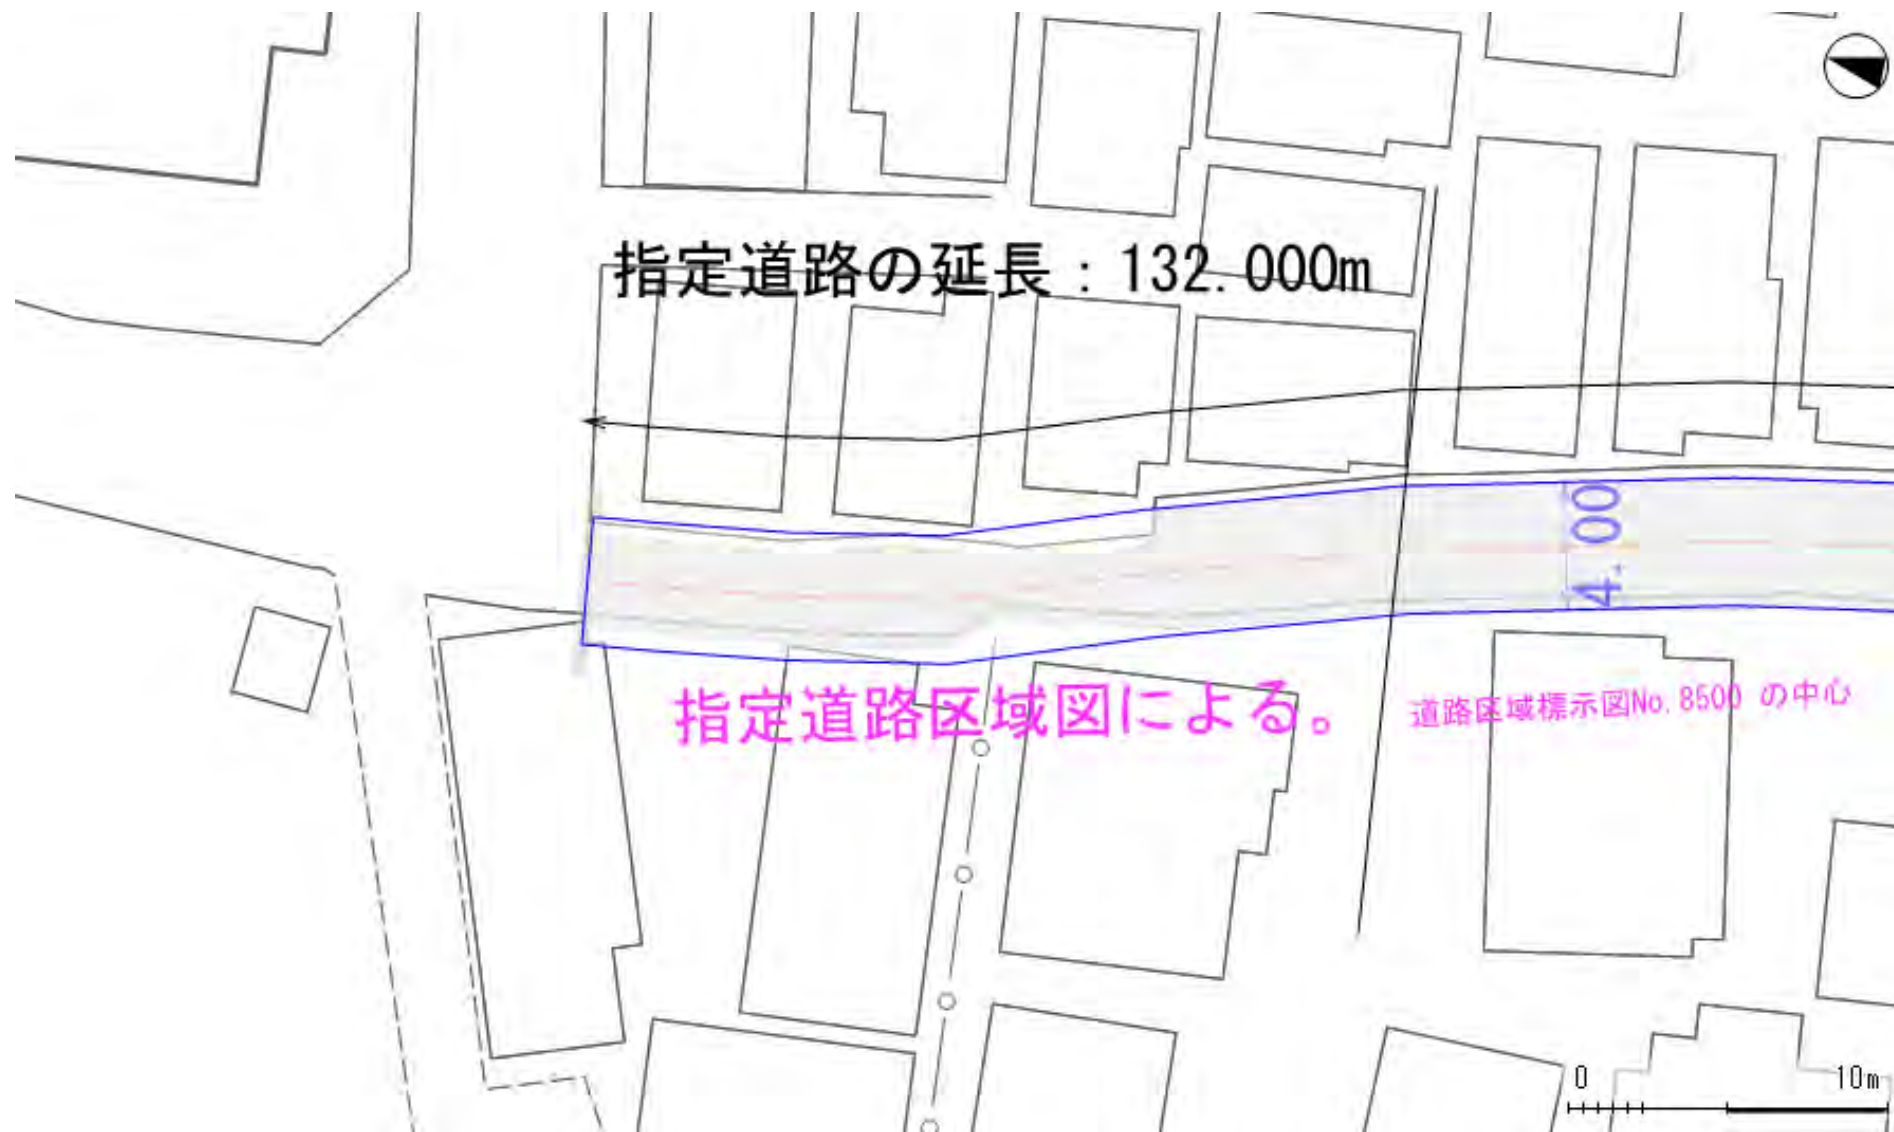 指定道路の延長：132.000m
4.00
指定道路区域図による。
道路区域標示図No.8500 の中心
0 10m